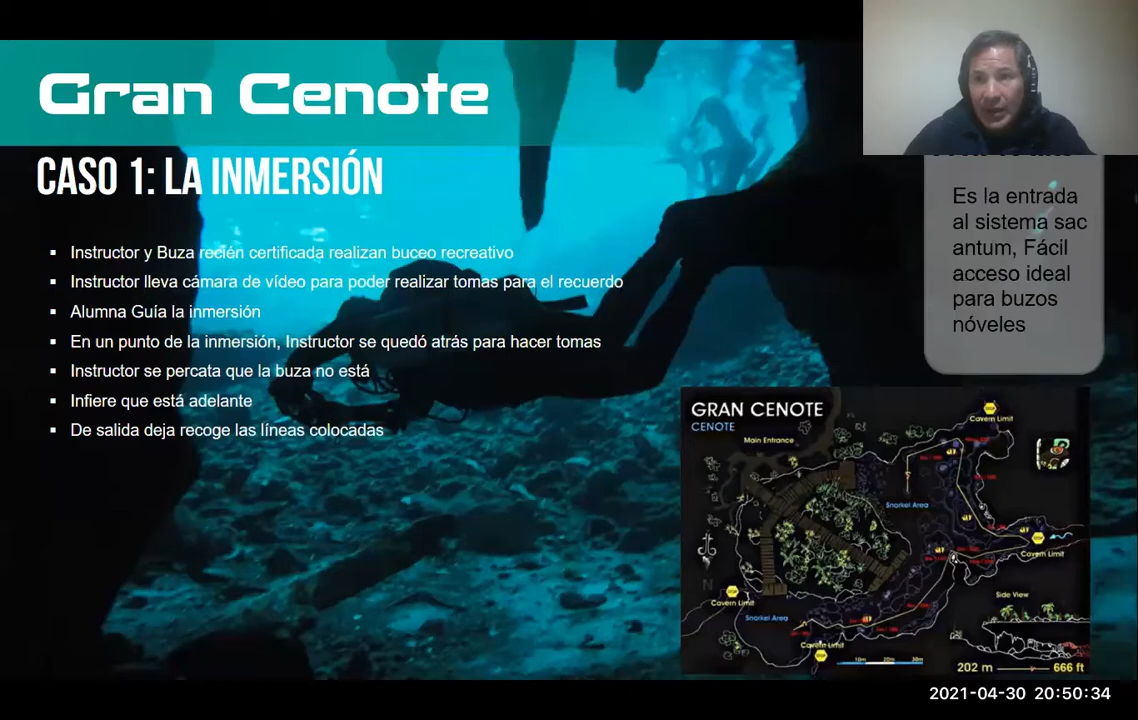 Gran Cenote
CASO 1: LA INMERSIÓN
▪ Instructor y Buza recién certificada realizan buceo recreativo
▪ Instructor lleva cámara de vídeo para poder realizar tomas para el recuerdo
▪ Alumna Guía la inmersión
▪ En un punto de la inmersión, Instructor se quedó atrás para hacer tomas
▪ Instructor se percata que la buza no está
▪ Infiere que está adelante
▪ De salida deja recoge las líneas colocadas
Es la entrada
al sistema sac
antum, Fácil
acceso ideal
para buzos
nóveles
GRAN CENOTE
CENOTE
Main Entrance
Cavern Limit
Snorkel Area
Cavern Limit
N
Cavern Limit
Side View
Snorkel Area
Cavern Limit
10m 20m 30m
202 m 666 ft
2021-04-30 20:50:34